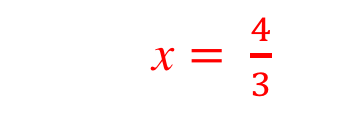 x = 4/3